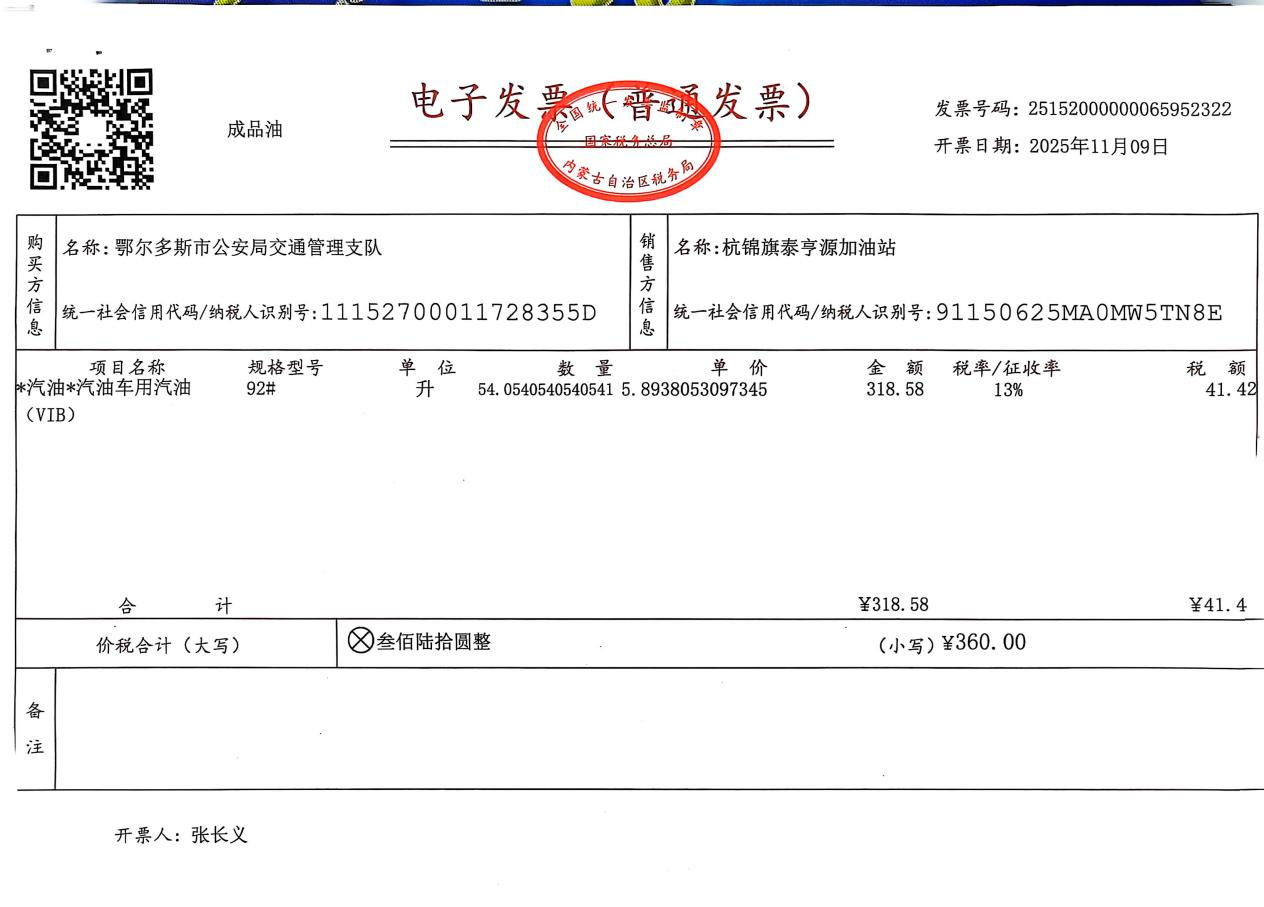 电子发票（普通发票）
全国统一发票监制章
国家税务总局
内蒙古自治区税务局
成品油
发票号码：25152000000065952322
开票日期：2025年11月09日
购买方信息
名称：鄂尔多斯市公安局交通管理支队
统一社会信用代码/纳税人识别号：11152700011728355D
销售方信息
名称：杭锦旗泰亨源加油站
统一社会信用代码/纳税人识别号：91150625MA0MW5TN8E
项目名称 规格型号 单位 数量 单价 金额 税率/征收率 税额
*汽油*汽油车用汽油 92# 升 54.0540540540541 5.8938053097345 318.58 13% 41.42
（VIB）
合计 ¥318.58 ¥41.4
价税合计（大写） ⊗叁佰陆拾圆整 （小写）¥360.00
备注
开票人：张长义